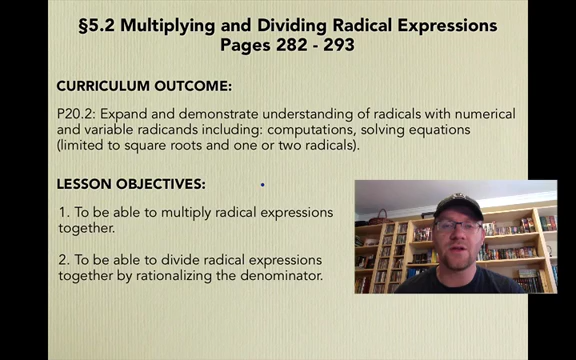 §5.2 Multiplying and Dividing Radical Expressions
Pages 282 - 293
CURRICULUM OUTCOME:
P20.2: Expand and demonstrate understanding of radicals with numerical
and variable radicands including: computations, solving equations
(limited to square roots and one or two radicals).
LESSON OBJECTIVES:
1. To be able to multiply radical expressions
together.
2. To be able to divide radical expressions
together by rationalizing the denominator.